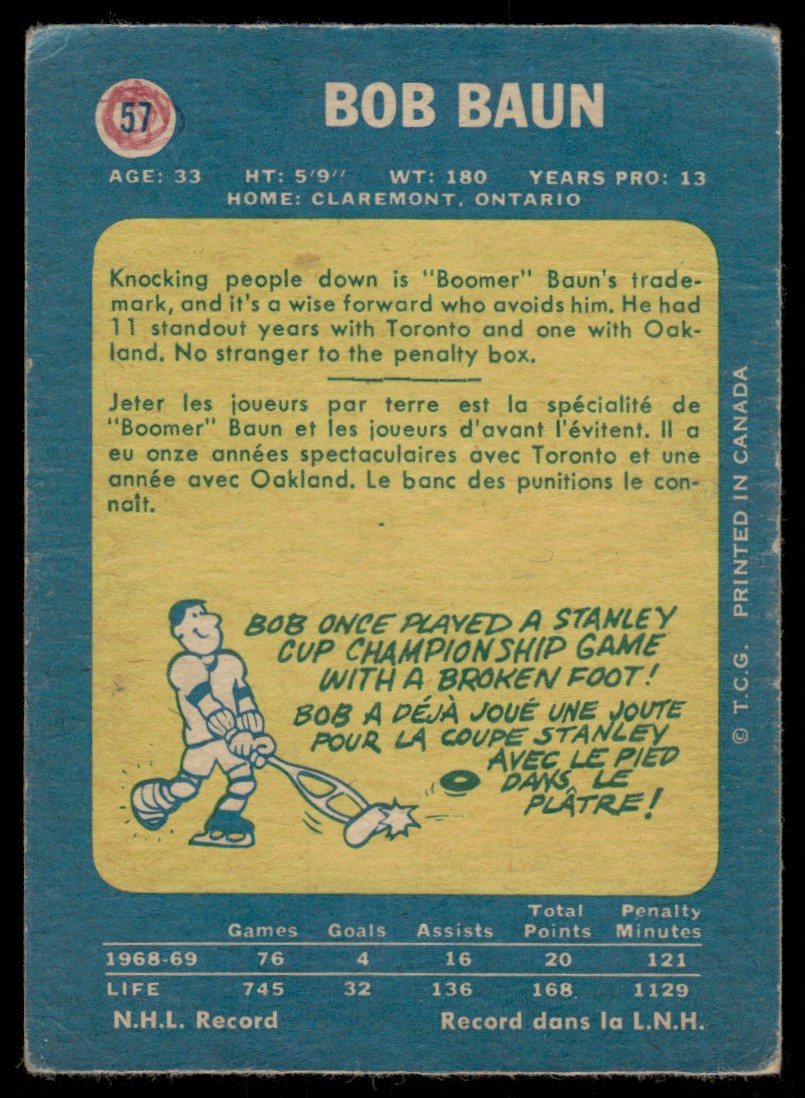 57
BOB BAUN
AGE: 33 HT: 5'9" WT: 180 YEARS PRO: 13
HOME: CLAREMONT, ONTARIO
Knocking people down is "Boomer" Baun's trade-
mark, and it's a wise forward who avoids him. He had
11 standout years with Toronto and one with Oak-
land. No stranger to the penalty box.
Jeter les joueurs par terre est la spécialité de
"Boomer" Baun et les joueurs d'avant l'évitent. Il a
eu onze années spectaculaires avec Toronto et une
année avec Oakland. Le banc des punitions le con-
naît.
BOB ONCE PLAYED A STANLEY
CUP CHAMPIONSHIP GAME
WITH A BROKEN FOOT!
BOB A DÉJÀ JOUÉ UNE JOUTE
POUR LA COUPE STANLEY
AVEC LE PIED
DANS LE
PLÂTRE!
© T.C.G. PRINTED IN CANADA
Games Goals Assists Total Points Penalty Minutes
1968-69 76 4 16 20 121
LIFE 745 32 136 168 1129
N.H.L. Record Record dans la L.N.H.